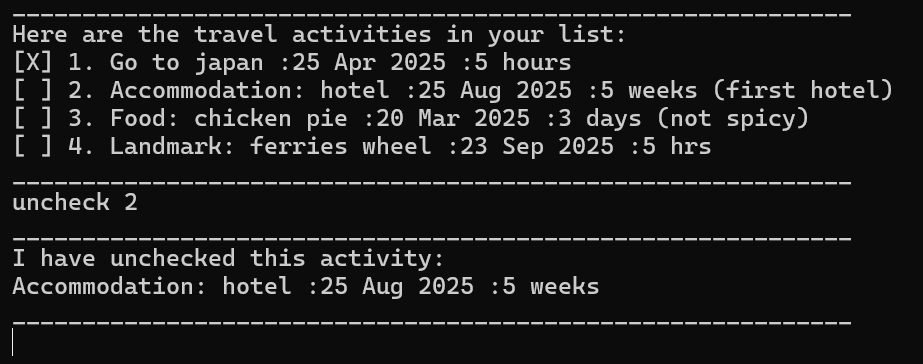 ____________________________________________________________
Here are the travel activities in your list:
[X] 1. Go to japan :25 Apr 2025 :5 hours
[ ] 2. Accommodation: hotel :25 Aug 2025 :5 weeks (first hotel)
[ ] 3. Food: chicken pie :20 Mar 2025 :3 days (not spicy)
[ ] 4. Landmark: ferries wheel :23 Sep 2025 :5 hrs
____________________________________________________________
uncheck 2
____________________________________________________________
I have unchecked this activity:
Accommodation: hotel :25 Aug 2025 :5 weeks
____________________________________________________________